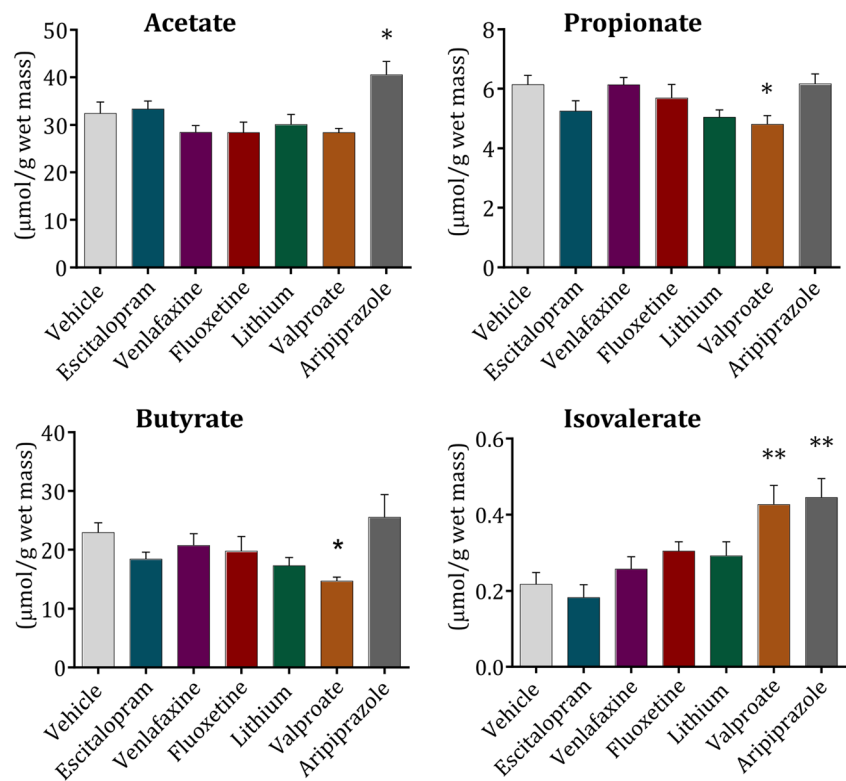 Acetate
*
(µmol/g wet mass)
50
40
30
20
10
0
Vehicle
Escitalopram
Venlafaxine
Fluoxetine
Lithium
Valproate
Aripiprazole
Propionate
*
(µmol/g wet mass)
8
6
4
2
0
Vehicle
Escitalopram
Venlafaxine
Fluoxetine
Lithium
Valproate
Aripiprazole
Butyrate
*
(µmol/g wet mass)
40
30
20
10
0
Vehicle
Escitalopram
Venlafaxine
Fluoxetine
Lithium
Valproate
Aripiprazole
Isovalerate
** **
(µmol/g wet mass)
0.6
0.4
0.2
0.0
Vehicle
Escitalopram
Venlafaxine
Fluoxetine
Lithium
Valproate
Aripiprazole